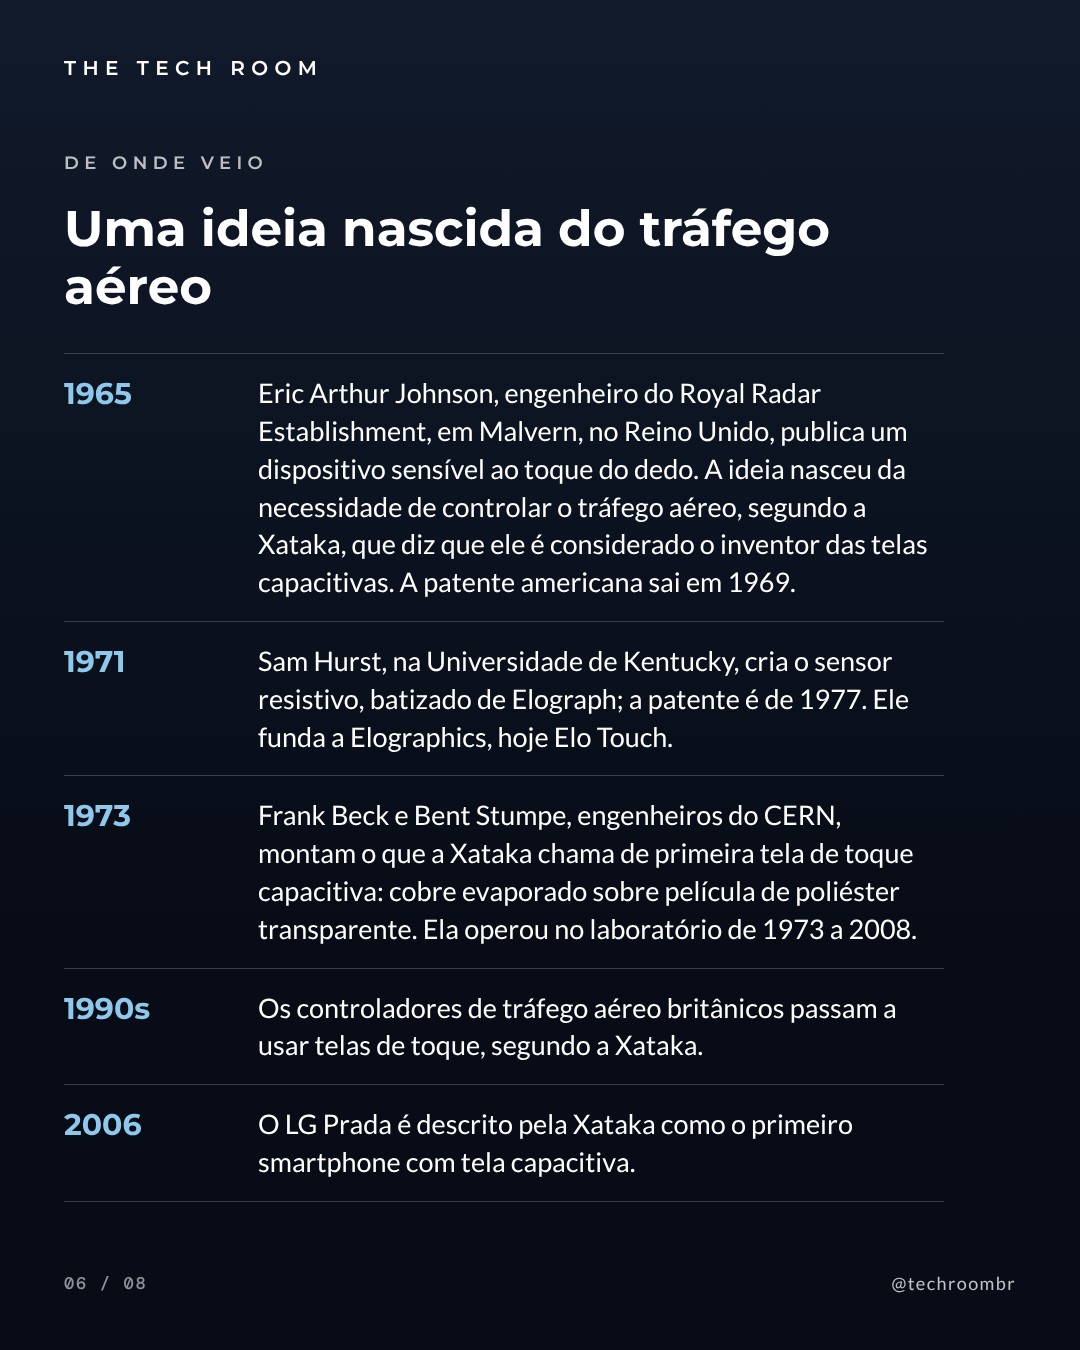 THE TECH ROOM
DE ONDE VEIO
Uma ideia nascida do tráfego
aéreo
1965
Eric Arthur Johnson, engenheiro do Royal Radar
Establishment, em Malvern, no Reino Unido, publica um
dispositivo sensível ao toque do dedo. A ideia nasceu da
necessidade de controlar o tráfego aéreo, segundo a
Xataka, que diz que ele é considerado o inventor das telas
capacitivas. A patente americana sai em 1969.
1971
Sam Hurst, na Universidade de Kentucky, cria o sensor
resistivo, batizado de Elograph; a patente é de 1977. Ele
funda a Elographics, hoje Elo Touch.
1973
Frank Beck e Bent Stumpe, engenheiros do CERN,
montam o que a Xataka chama de primeira tela de toque
capacitiva: cobre evaporado sobre película de poliéster
transparente. Ela operou no laboratório de 1973 a 2008.
1990s
Os controladores de tráfego aéreo britânicos passam a
usar telas de toque, segundo a Xataka.
2006
O LG Prada é descrito pela Xataka como o primeiro
smartphone com tela capacitiva.
06 / 08
@techroombr